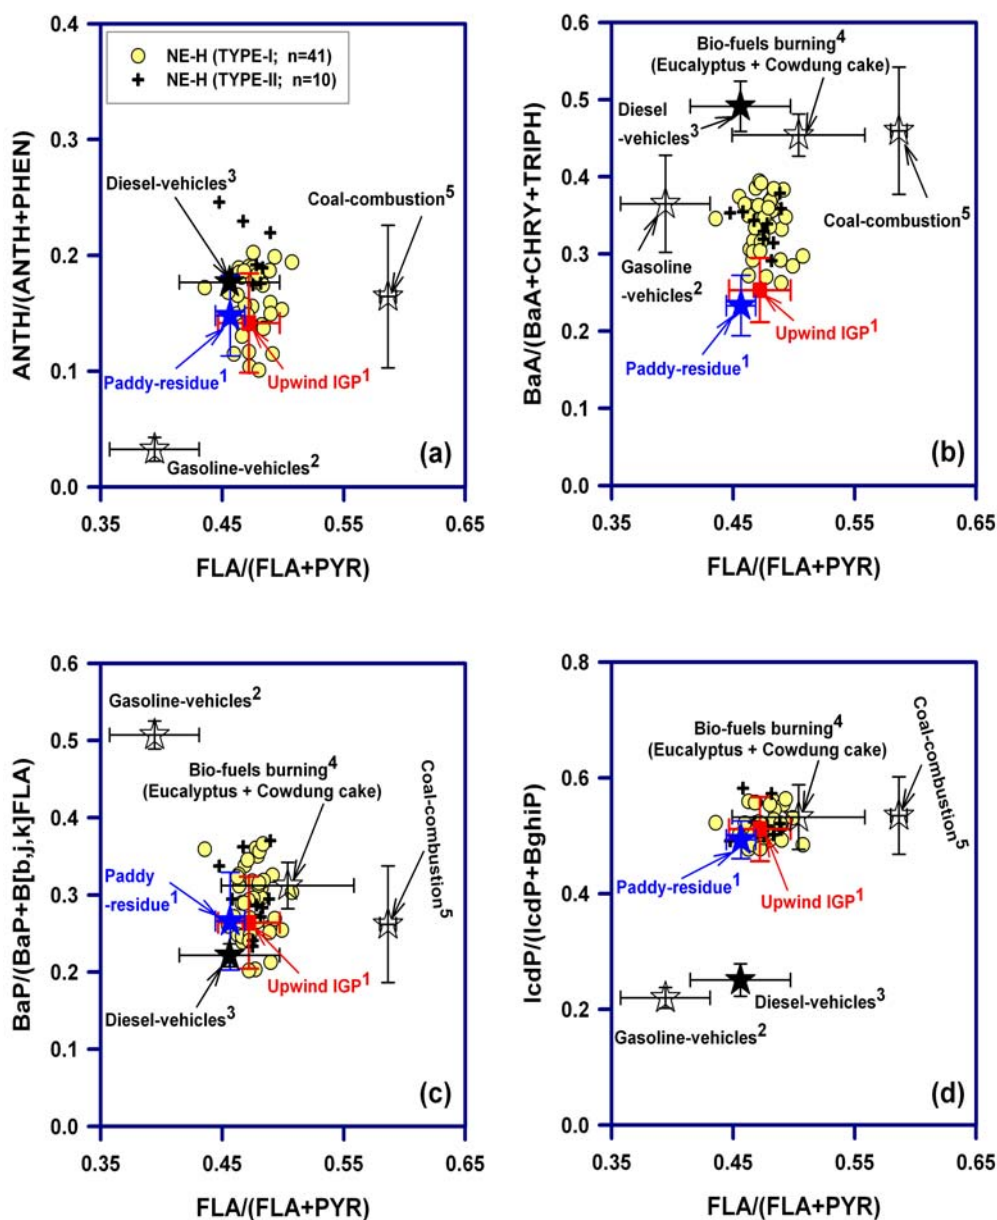 0.4
0.3
0.2
0.1
0.0
ANTH/(ANTH+PHEN)
NE-H (TYPE-I; n=41)
NE-H (TYPE-II; n=10)
Diesel-vehicles3
Coal-combustion5
Paddy-residue1
Upwind IGP1
Gasoline-vehicles2
(a)
0.35 0.45 0.55 0.65
FLA/(FLA+PYR)
0.6
0.5
0.4
0.3
0.2
0.1
0.0
BaA/(BaA+CHRY+TRIPH)
Bio-fuels burning4
(Eucalyptus + Cowdung cake)
Diesel
-vehicles3
Coal-combustion5
Gasoline
-vehicles2
Upwind IGP1
Paddy-residue1
(b)
0.35 0.45 0.55 0.65
FLA/(FLA+PYR)
0.6
0.5
0.4
0.3
0.2
0.1
0.0
BaP/(BaP+B[b,j,k]FLA)
Gasoline-vehicles2
Bio-fuels burning4
(Eucalyptus + Cowdung cake)
Coal-combustion5
Paddy
-residue1
Upwind IGP1
Diesel-vehicles3
(c)
0.35 0.45 0.55 0.65
FLA/(FLA+PYR)
0.8
0.6
0.4
0.2
0.0
IcdP/(IcdP+BghiP)
Bio-fuels burning4
(Eucalyptus + Cowdung cake)
Coal-combustion5
Paddy-residue1
Upwind IGP1
Diesel-vehicles3
Gasoline-vehicles2
(d)
0.35 0.45 0.55 0.65
FLA/(FLA+PYR)